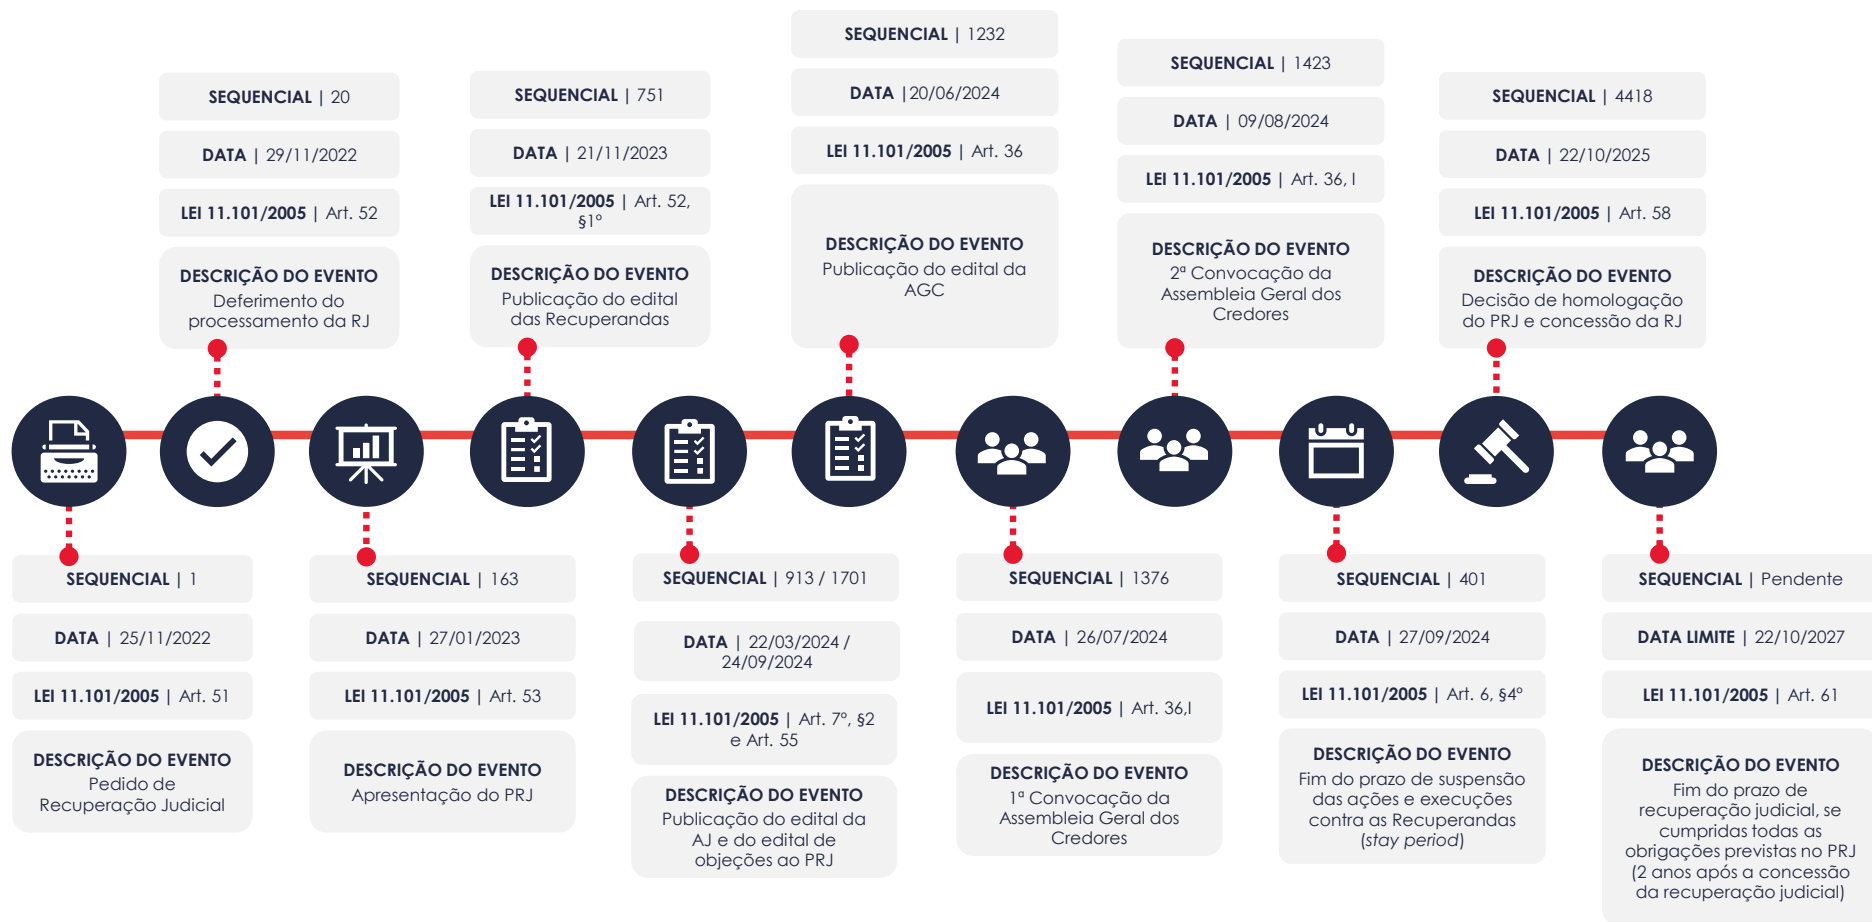 SEQUENCIAL | 20
DATA | 29/11/2022
LEI 11.101/2005 | Art. 52
DESCRIÇÃO DO EVENTO
Deferimento do
processamento da RJ
SEQUENCIAL | 751
DATA | 21/11/2023
LEI 11.101/2005 | Art. 52,
§1º
DESCRIÇÃO DO EVENTO
Publicação do edital
das Recuperandas
SEQUENCIAL | 1232
DATA |20/06/2024
LEI 11.101/2005 | Art. 36
DESCRIÇÃO DO EVENTO
Publicação do edital da
AGC
SEQUENCIAL | 1423
DATA | 09/08/2024
LEI 11.101/2005 | Art. 36, I
DESCRIÇÃO DO EVENTO
2ª Convocação da
Assembleia Geral dos
Credores
SEQUENCIAL | 4418
DATA | 22/10/2025
LEI 11.101/2005 | Art. 58
DESCRIÇÃO DO EVENTO
Decisão de homologação
do PRJ e concessão da RJ
SEQUENCIAL | 1
DATA | 25/11/2022
LEI 11.101/2005 | Art. 51
DESCRIÇÃO DO EVENTO
Pedido de
Recuperação Judicial
SEQUENCIAL | 163
DATA | 27/01/2023
LEI 11.101/2005 | Art. 53
DESCRIÇÃO DO EVENTO
Apresentação do PRJ
SEQUENCIAL | 913 / 1701
DATA | 22/03/2024 /
24/09/2024
LEI 11.101/2005 | Art. 7º, §2
e Art. 55
DESCRIÇÃO DO EVENTO
Publicação do edital da
AJ e do edital de
objeções ao PRJ
SEQUENCIAL | 1376
DATA | 26/07/2024
LEI 11.101/2005 | Art. 36,I
DESCRIÇÃO DO EVENTO
1ª Convocação da
Assembleia Geral dos
Credores
SEQUENCIAL | 401
DATA | 27/09/2024
LEI 11.101/2005 | Art. 6, §4º
DESCRIÇÃO DO EVENTO
Fim do prazo de suspensão
das ações e execuções
contra as Recuperandas
(stay period)
SEQUENCIAL | Pendente
DATA LIMITE | 22/10/2027
LEI 11.101/2005 | Art. 61
DESCRIÇÃO DO EVENTO
Fim do prazo de
recuperação judicial, se
cumpridas todas as
obrigações previstas no PRJ
(2 anos após a concessão
da recuperação judicial)